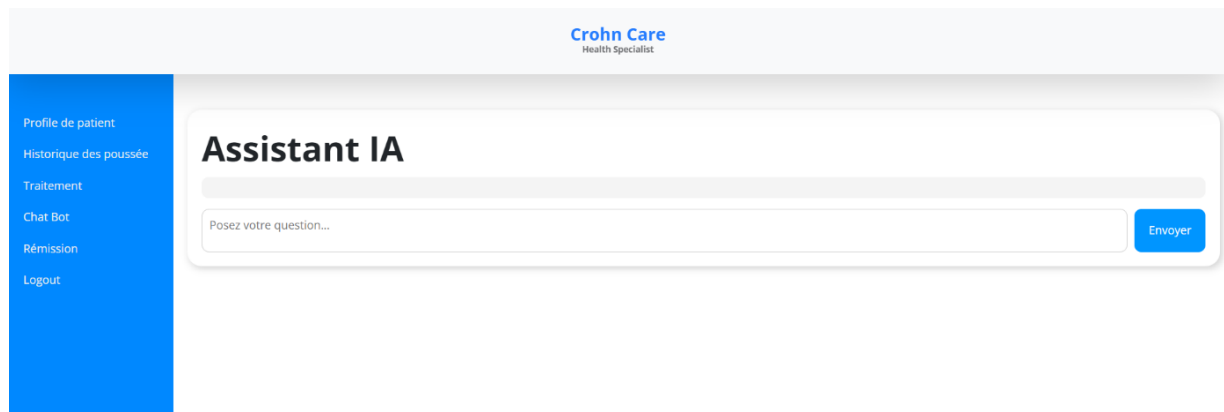 Crohn Care
Health Specialist
Profile de patient
Historique des poussée
Traitement
Chat Bot
Rémission
Logout
Assistant IA
Posez votre question...
Envoyer